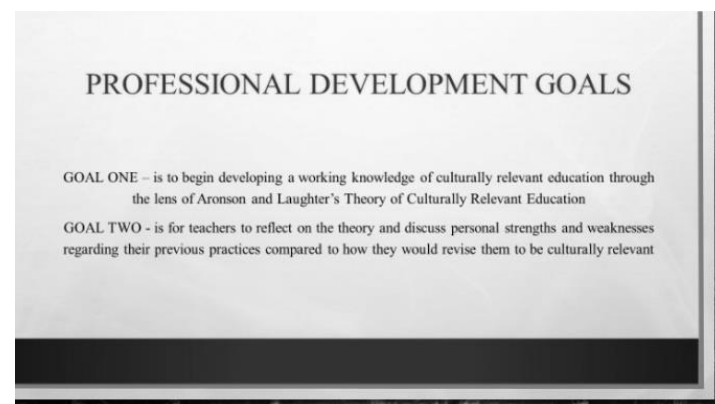 PROFESSIONAL DEVELOPMENT GOALS
GOAL ONE – is to begin developing a working knowledge of culturally relevant education through
the lens of Aronson and Laughter's Theory of Culturally Relevant Education
GOAL TWO - is for teachers to reflect on the theory and discuss personal strengths and weaknesses
regarding their previous practices compared to how they would revise them to be culturally relevant